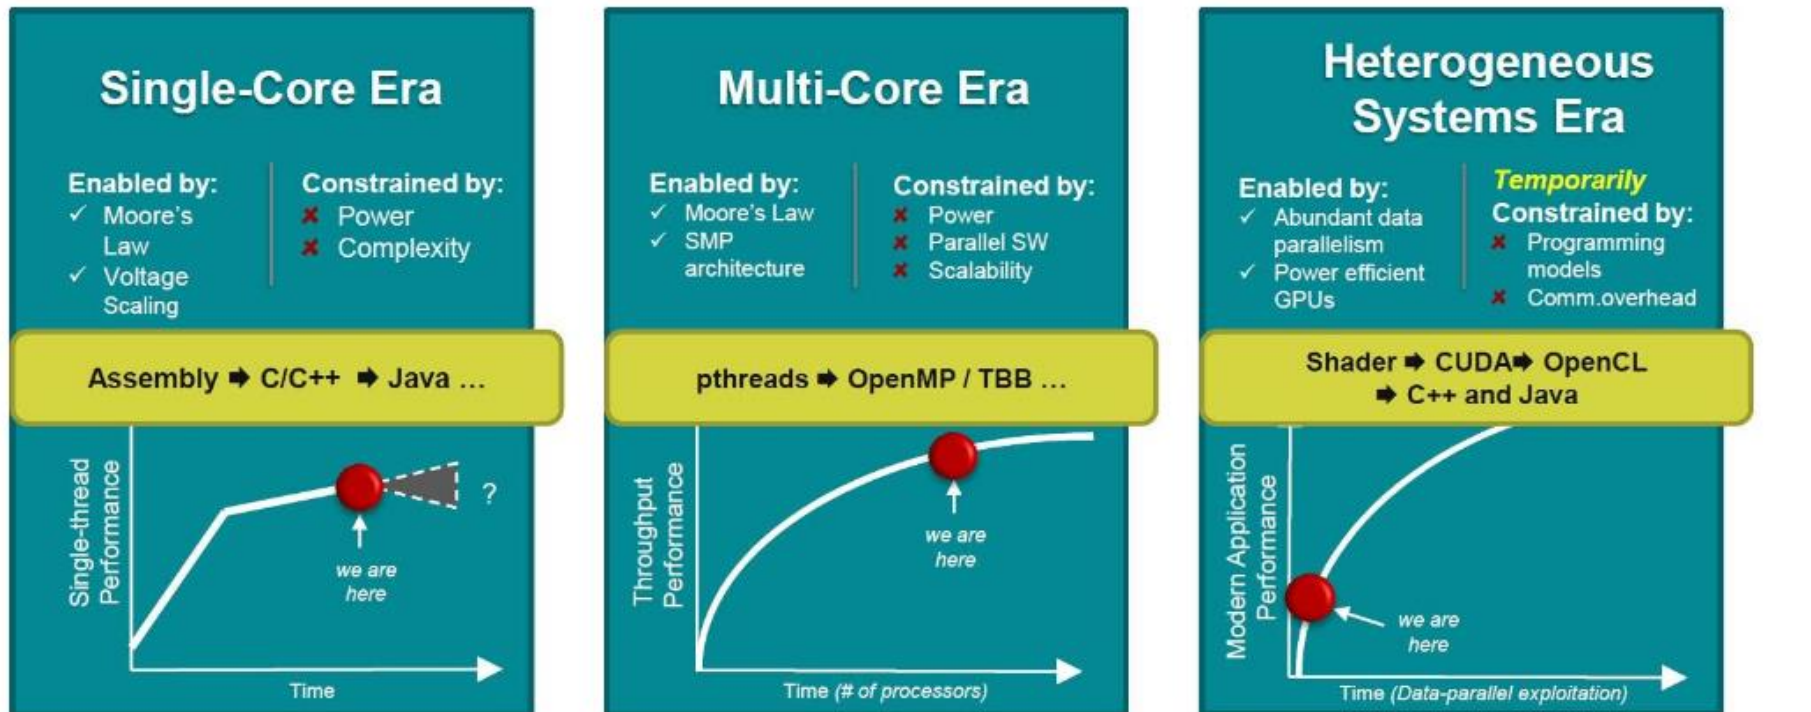 Single-Core Era
Enabled by:
✓ Moore's
Law
✓ Voltage
Scaling
Constrained by:
✖ Power
✖ Complexity
Assembly ➡ C/C++ ➡ Java …
Single-thread
Performance
?
we are
here
Time
Multi-Core Era
Enabled by:
✓ Moore's Law
✓ SMP
architecture
Constrained by:
✖ Power
✖ Parallel SW
✖ Scalability
pthreads ➡ OpenMP / TBB …
Throughput
Performance
we are
here
Time (# of processors)
Heterogeneous
Systems Era
Enabled by:
✓ Abundant data
parallelism
✓ Power efficient
GPUs
Temporarily
Constrained by:
✖ Programming
models
✖ Comm.overhead
Shader ➡ CUDA➡ OpenCL
➡ C++ and Java
Modern Application
Performance
we are
here
Time (Data-parallel exploitation)